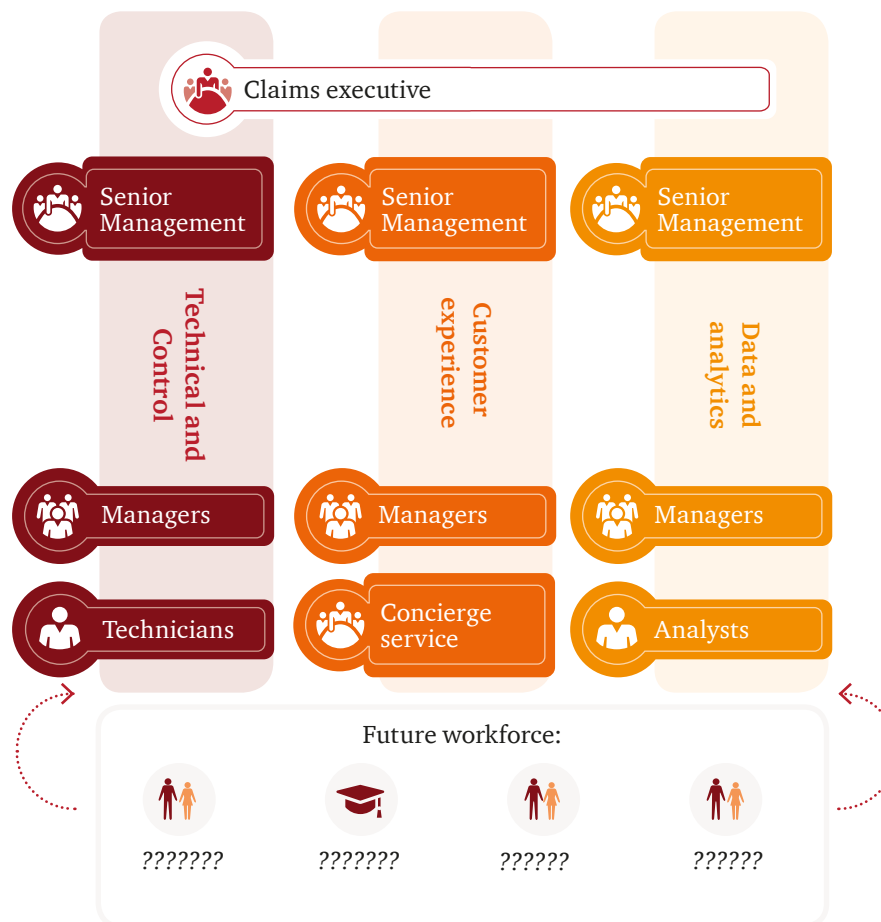 Claims executive
Senior
Management
Senior
Management
Senior
Management
Technical and
Control
Customer
experience
Data and
analytics
Managers
Managers
Managers
Technicians
Concierge
service
Analysts
Future workforce:
???????
???????
??????
??????